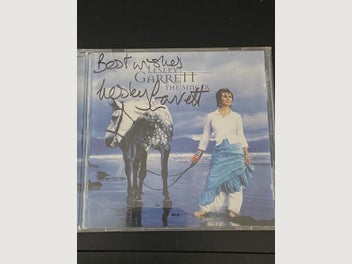 Best wishes
LESLEY
GARRETT
THE SINGER
Lesley Garrett